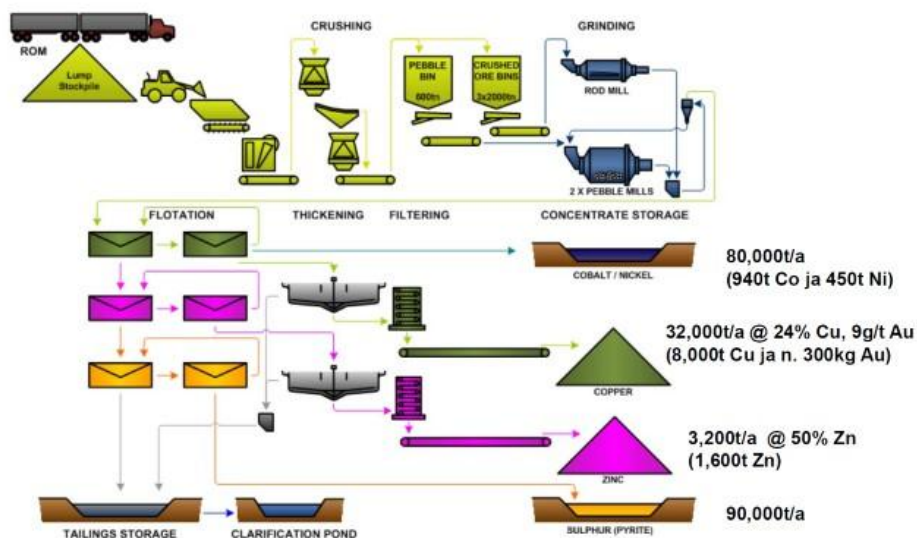 CRUSHING
GRINDING
ROM
Lump
Stockpile
PEBBLE
BIN
600tn
CRUSHED
ORE BINS
3x2000tn
ROD MILL
2 X PEBBLE MILLS
FLOTATION
THICKENING
FILTERING
CONCENTRATE STORAGE
COBALT / NICKEL
80,000t/a
(940t Co ja 450t Ni)
32,000t/a @ 24% Cu, 9g/t Au
(8,000t Cu ja n. 300kg Au)
COPPER
3,200t/a @ 50% Zn
(1,600t Zn)
ZINC
TAILINGS STORAGE
CLARIFICATION POND
SULPHUR (PYRITE)
90,000t/a